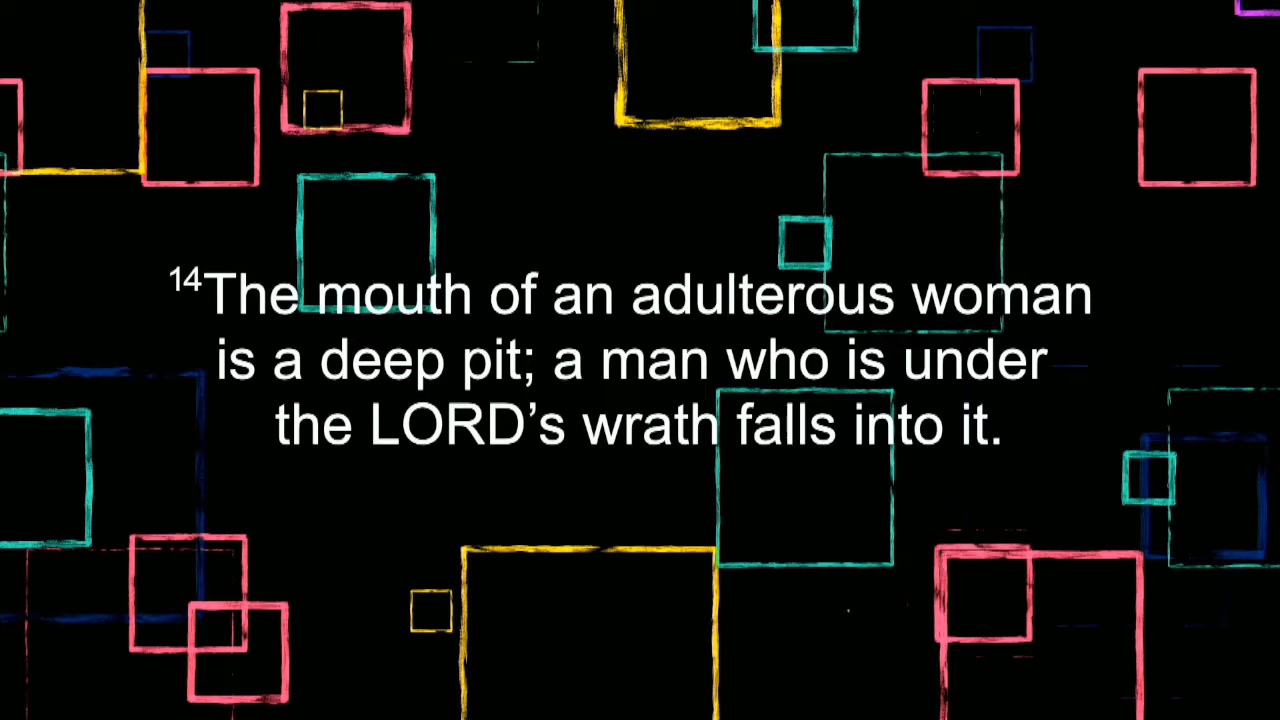 14The mouth of an adulterous woman
is a deep pit; a man who is under
the LORD’s wrath falls into it.